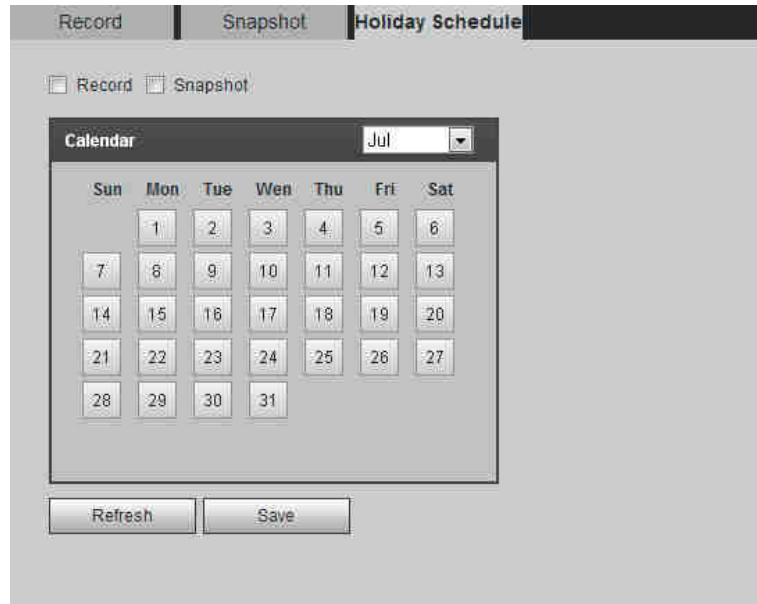 Record Snapshot Holiday Schedule
Record Snapshot
Calendar Jul
Sun Mon Tue Wen Thu Fri Sat
1 2 3 4 5 6
7 8 9 10 11 12 13
14 15 16 17 18 19 20
21 22 23 24 25 26 27
28 29 30 31
Refresh Save